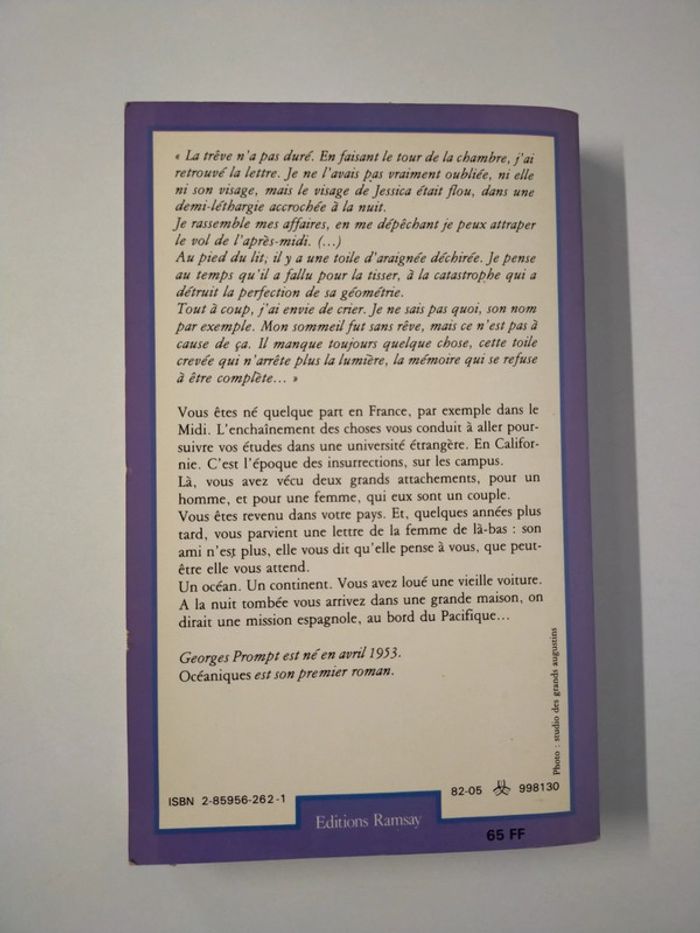 « La trêve n'a pas duré. En faisant le tour de la chambre, j'ai
retrouvé la lettre. Je ne l'avais pas vraiment oubliée, ni elle
ni son visage, mais le visage de Jessica était flou, dans une
demi-léthargie accrochée à la nuit.
Je rassemble mes affaires, en me dépêchant je peux attraper
le vol de l'après-midi. (...)
Au pied du lit, il y a une toile d'araignée déchirée. Je pense
au temps qu'il a fallu pour la tisser, à la catastrophe qui a
détruit la perfection de sa géométrie.
Tout à coup, j'ai envie de crier. Je ne sais pas quoi, son nom
par exemple. Mon sommeil fut sans rêve, mais ce n'est pas à
cause de ça. Il manque toujours quelque chose, cette toile
crevée qui n'arrête plus la lumière, la mémoire qui se refuse
à être complète... »
Vous êtes né quelque part en France, par exemple dans le
Midi. L'enchaînement des choses vous conduit à aller pour-
suivre vos études dans une université étrangère. En Califor-
nie. C'est l'époque des insurrections, sur les campus.
Là, vous avez vécu deux grands attachements, pour un
homme, et pour une femme, qui eux sont un couple.
Vous êtes revenu dans votre pays. Et, quelques années plus
tard, vous parvient une lettre de la femme de là-bas : son
ami n'est plus, elle vous dit qu'elle pense à vous, que peut-
être elle vous attend.
Un océan. Un continent. Vous avez loué une vieille voiture.
A la nuit tombée vous arrivez dans une grande maison, on
dirait une mission espagnole, au bord du Pacifique...
Georges Prompt est né en avril 1953.
Océaniques est son premier roman.
Photo : studio des grands augustins
ISBN 2-85956-262-1
82-05 998130
Editions Ramsay
65 FF